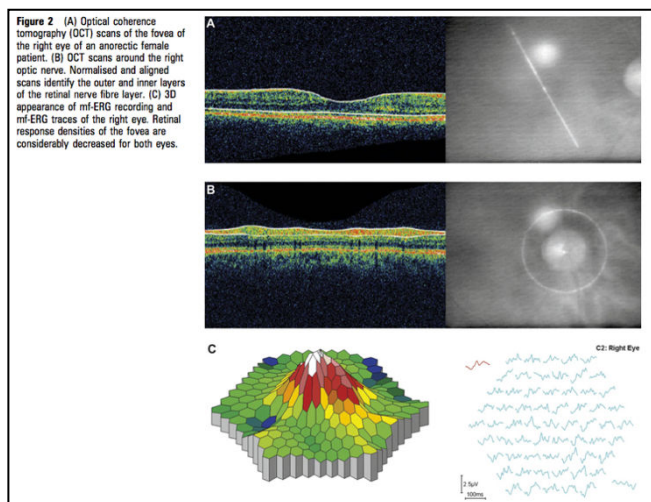 Figure 2 (A) Optical coherence
tomography (OCT) scans of the fovea of
the right eye of an anorectic female
patient. (B) OCT scans around the right
optic nerve. Normalised and aligned
scans identify the outer and inner layers
of the retinal nerve fibre layer. (C) 3D
appearance of mf-ERG recording and
mf-ERG traces of the right eye. Retinal
response densities of the fovea are
considerably decreased for both eyes.
A
B
C
C2: Right Eye
2.5µV
100ms